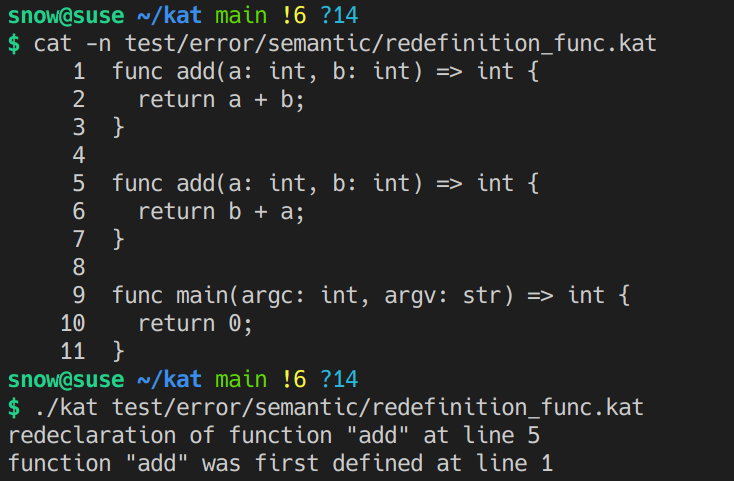 snow@suse ~/kat main !6 ?14
$ cat -n test/error/semantic/redefinition_func.kat
     1  func add(a: int, b: int) => int {
     2    return a + b;
     3  }
     4
     5  func add(a: int, b: int) => int {
     6    return b + a;
     7  }
     8
     9  func main(argc: int, argv: str) => int {
    10    return 0;
    11  }
snow@suse ~/kat main !6 ?14
$ ./kat test/error/semantic/redefinition_func.kat
redeclaration of function "add" at line 5
function "add" was first defined at line 1